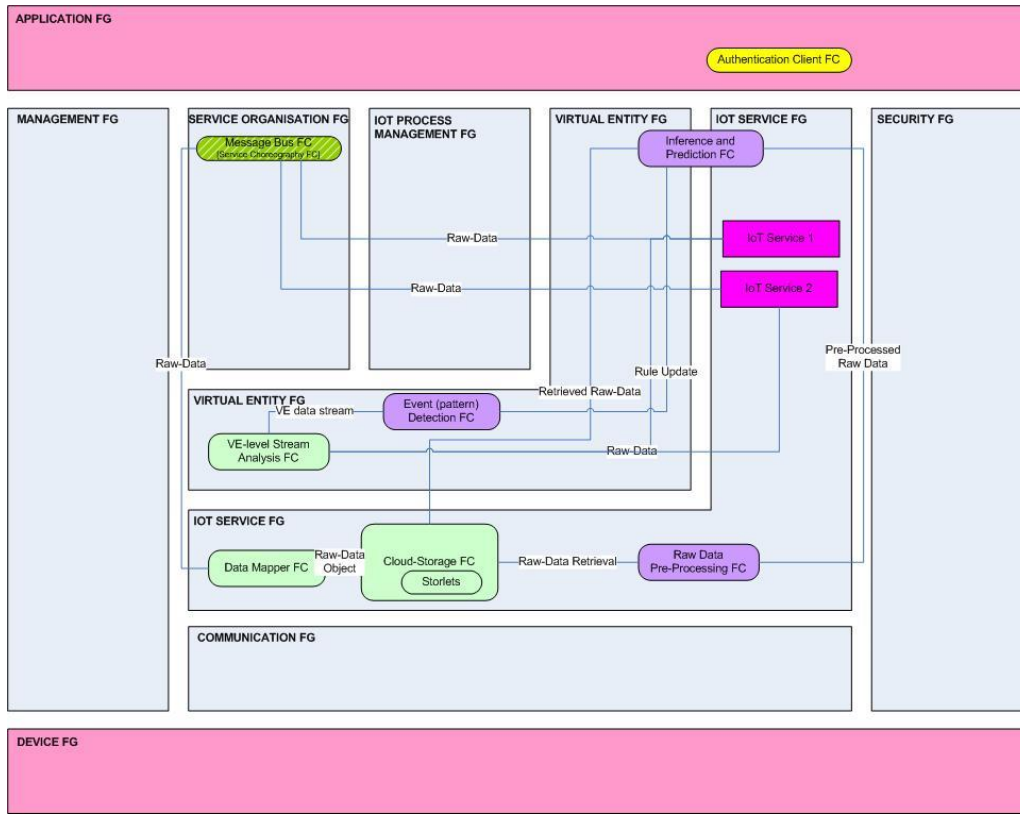 APPLICATION FG
Authentication Client FC
MANAGEMENT FG
SERVICE ORGANISATION FG
IOT PROCESS
MANAGEMENT FG
VIRTUAL ENTITY FG
IOT SERVICE FG
SECURITY FG
Message Bus FC
[Service Choreography FC]
Inference and
Prediction FC
Raw-Data
IoT Service 1
Raw-Data
IoT Service 2
Raw-Data
Pre-Processed
Raw Data
Rule Update
Retrieved Raw-Data
VIRTUAL ENTITY FG
VE data stream
Event (pattern)
Detection FC
VE-level Stream
Analysis FC
Raw-Data
IOT SERVICE FG
Data Mapper FC
Raw-Data
Object
Cloud-Storage FC
Storlets
Raw-Data Retrieval
Raw Data
Pre-Processing FC
COMMUNICATION FG
DEVICE FG